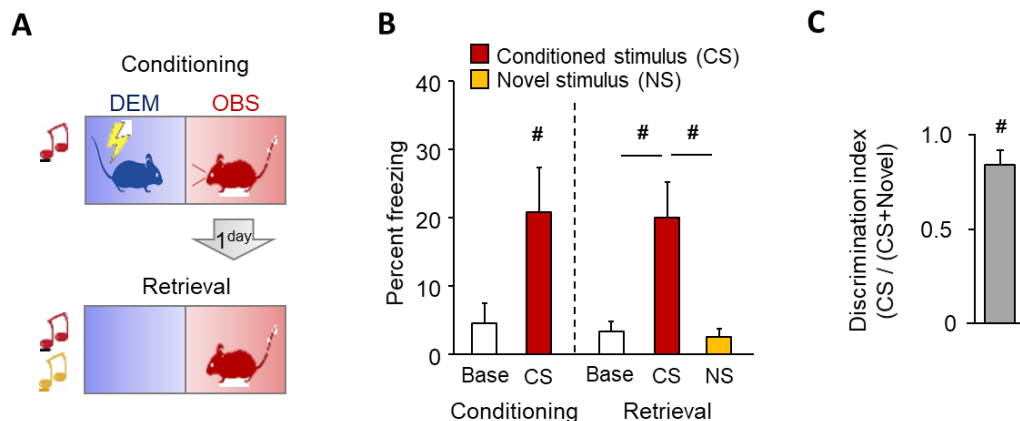 A
Conditioning
DEM OBS
1 day
Retrieval
B
Conditioned stimulus (CS)
Novel stimulus (NS)
Percent freezing
40
30
20
10
0
# # #
Base CS Base CS NS
Conditioning Retrieval
C
Discrimination index
(CS / (CS+Novel)
1.0
0.5
0
#